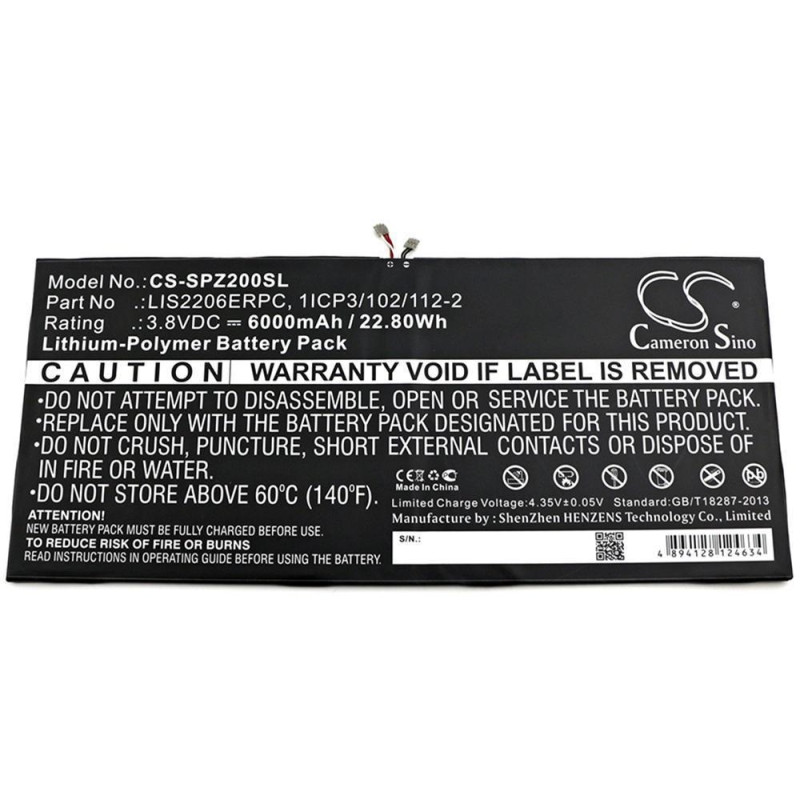 Model No.:CS-SPZ200SL
Part No .:LIS2206ERPC, 1ICP3/102/112-2
Rating :3.8VDC ⎓ 6000mAh / 22.80Wh
Lithium-Polymer Battery Pack
CS
Cameron Sino
CAUTION WARRANTY VOID IF LABEL IS REMOVED
•DO NOT ATTEMPT TO DISASSEMBLE, OPEN OR SERVICE THE BATTERY PACK.
•REPLACE ONLY WITH THE BATTERY PACK DESIGNATED FOR THIS PRODUCT.
•DO NOT CRUSH, PUNCTURE, SHORT EXTERNAL CONTACTS OR DISPOSE OF
IN FIRE OR WATER.
•DO NOT STORE ABOVE 60°C (140°F).
ATTENTION!
NEW BATTERY PACK MUST BE FULLY CHARGED BEFORE USE
TO REDUCE RISK OF FIRE OR BURNS
READ INSTRUCTIONS IN USER'S GUIDE BEFORE USING BATTERY PACK
CE
Made In China
Pb
Limited Charge Voltage:4.35V±0.05V Standard:GB/T18287-2013
Manufacture by : ShenZhen HENZENS Technology Co., Limited
S/N.:
4 894128 124634